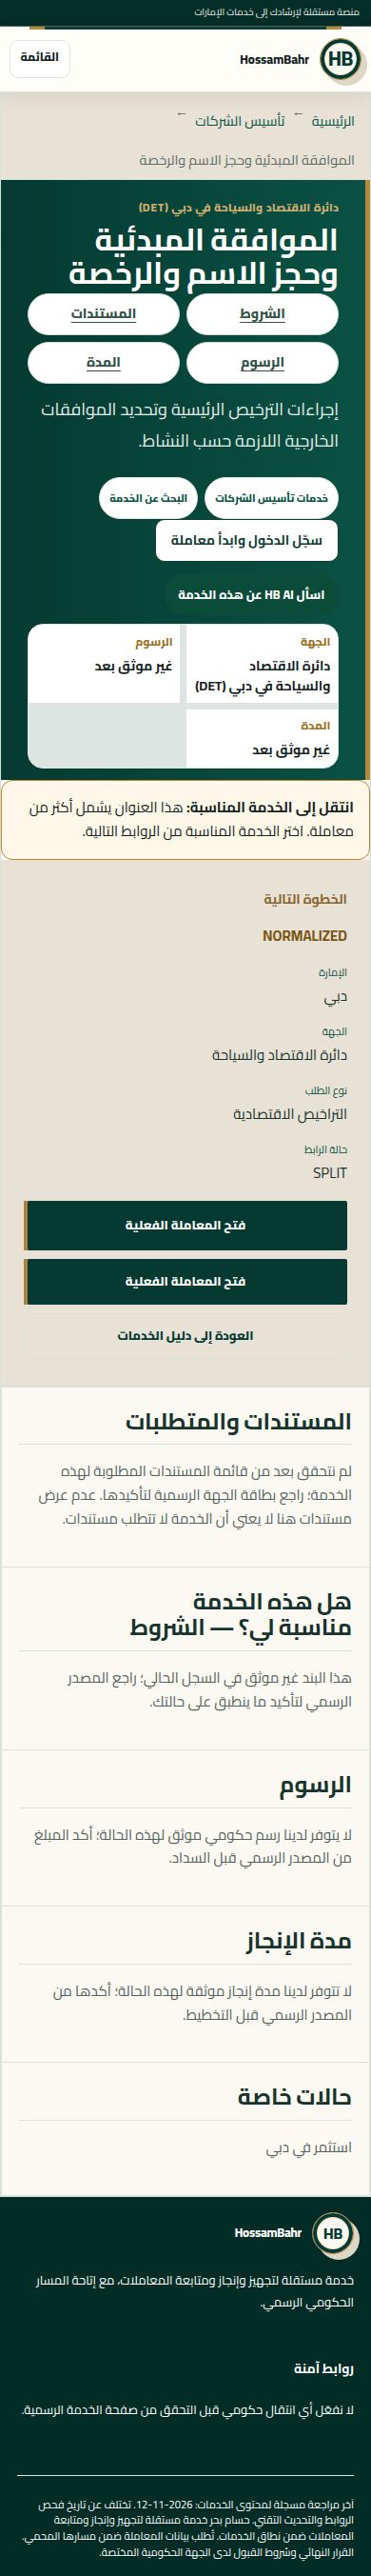 منصة مستقلة لإرشادك إلى خدمات الإمارات
HB
HossamBahr
القائمة
الرئيسية ← تأسيس الشركات ←
الموافقة المبدئية وحجز الاسم والرخصة
دائرة الاقتصاد والسياحة في دبي (DET)
الموافقة المبدئية
وحجز الاسم والرخصة
الشروط
المستندات
الرسوم
المدة
إجراءات الترخيص الرئيسية وتحديد الموافقات
الخارجية اللازمة حسب النشاط.
خدمات تأسيس الشركات
البحث عن الخدمة
سجّل الدخول وابدأ معاملة
اسأل HB AI عن هذه الخدمة
الجهة
دائرة الاقتصاد
والسياحة في دبي (DET)
الرسوم
غير موثق بعد
المدة
غير موثق بعد
انتقل إلى الخدمة المناسبة: هذا العنوان يشمل أكثر من
معاملة. اختر الخدمة المناسبة من الروابط التالية.
الخطوة التالية
NORMALIZED
الإمارة
دبي
الجهة
دائرة الاقتصاد والسياحة
نوع الطلب
التراخيص الاقتصادية
حالة الرابط
SPLIT
فتح المعاملة الفعلية
فتح المعاملة الفعلية
العودة إلى دليل الخدمات
المستندات والمتطلبات
لم نتحقق بعد من قائمة المستندات المطلوبة لهذه
الخدمة؛ راجع بطاقة الجهة الرسمية لتأكيدها. عدم عرض
مستندات هنا لا يعني أن الخدمة لا تتطلب مستندات.
هل هذه الخدمة
مناسبة لي؟ — الشروط
هذا البند غير موثق في السجل الحالي؛ راجع المصدر
الرسمي لتأكيد ما ينطبق على حالتك.
الرسوم
لا يتوفر لدينا رسم حكومي موثق لهذه الحالة؛ أكد المبلغ
من المصدر الرسمي قبل السداد.
مدة الإنجاز
لا تتوفر لدينا مدة إنجاز موثقة لهذه الحالة؛ أكدها من
المصدر الرسمي قبل التخطيط.
حالات خاصة
استثمر في دبي
HB
HossamBahr
خدمة مستقلة لتجهيز وإنجاز ومتابعة المعاملات، مع إتاحة المسار
الحكومي الرسمي.
روابط آمنة
لا نفعّل أي انتقال حكومي قبل التحقق من صفحة الخدمة الرسمية.
آخر مراجعة مسجلة لمحتوى الخدمات: 2026-11-12. تختلف عن تاريخ فحص
الروابط والتحديث التقني. حسام بحر خدمة مستقلة لتجهيز وإنجاز ومتابعة
المعاملات ضمن نطاق الخدمات. تُطلب بيانات المعاملة ضمن مسارها المحمي.
القرار النهائي وشروط القبول لدى الجهة الحكومية المختصة.